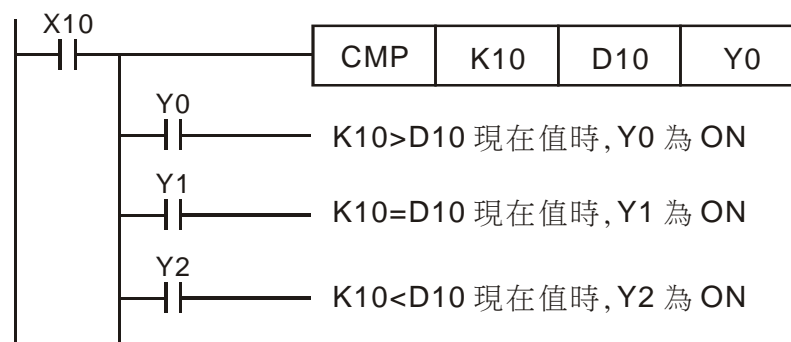 X10
CMP K10 D10 Y0
Y0
K10>D10 現在值時,Y0 為 ON
Y1
K10=D10 現在值時,Y1 為 ON
Y2
K10<D10 現在值時,Y2 為 ON